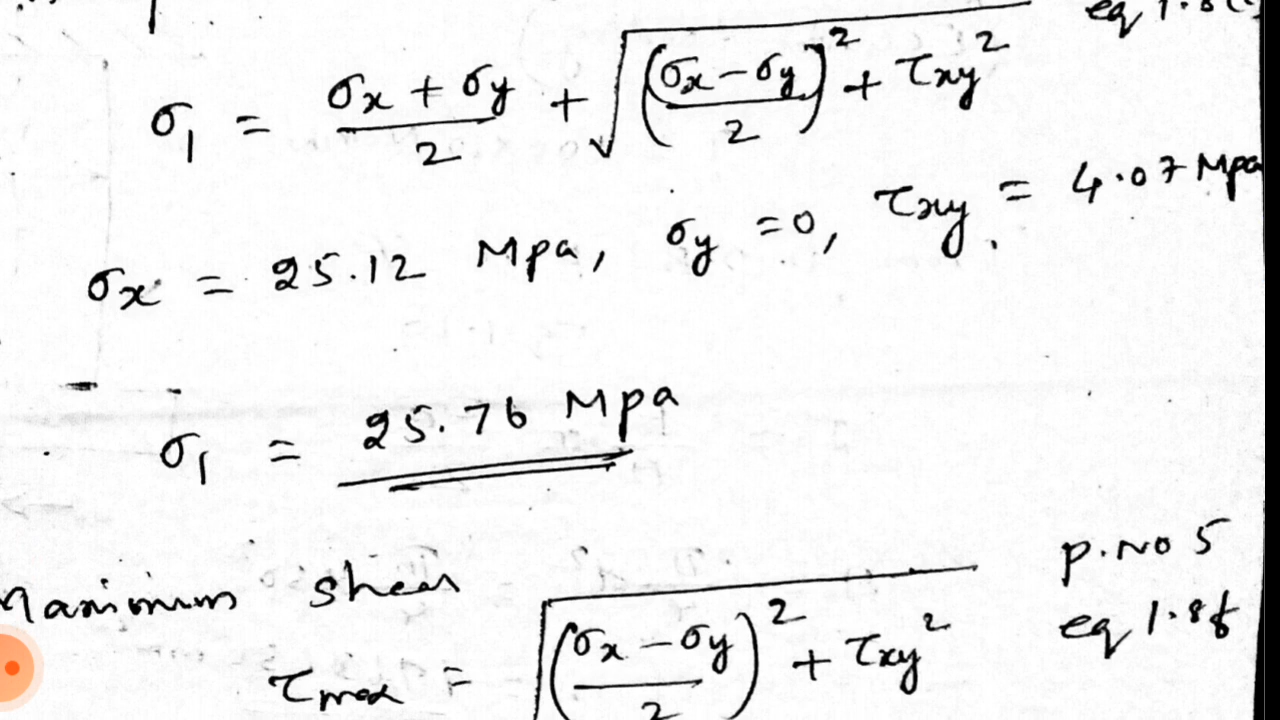 σ₁ = (σx + σy)/2 + √(((σx − σy)/2)² + τxy²)
σx = 25.12 Mpa, σy = 0, τxy = 4.07 Mpa
σ₁ = 25.76 Mpa
Maximum shear
p.No 5
τmax = √(((σx − σy)/2)² + τxy²)
eq 1.8f